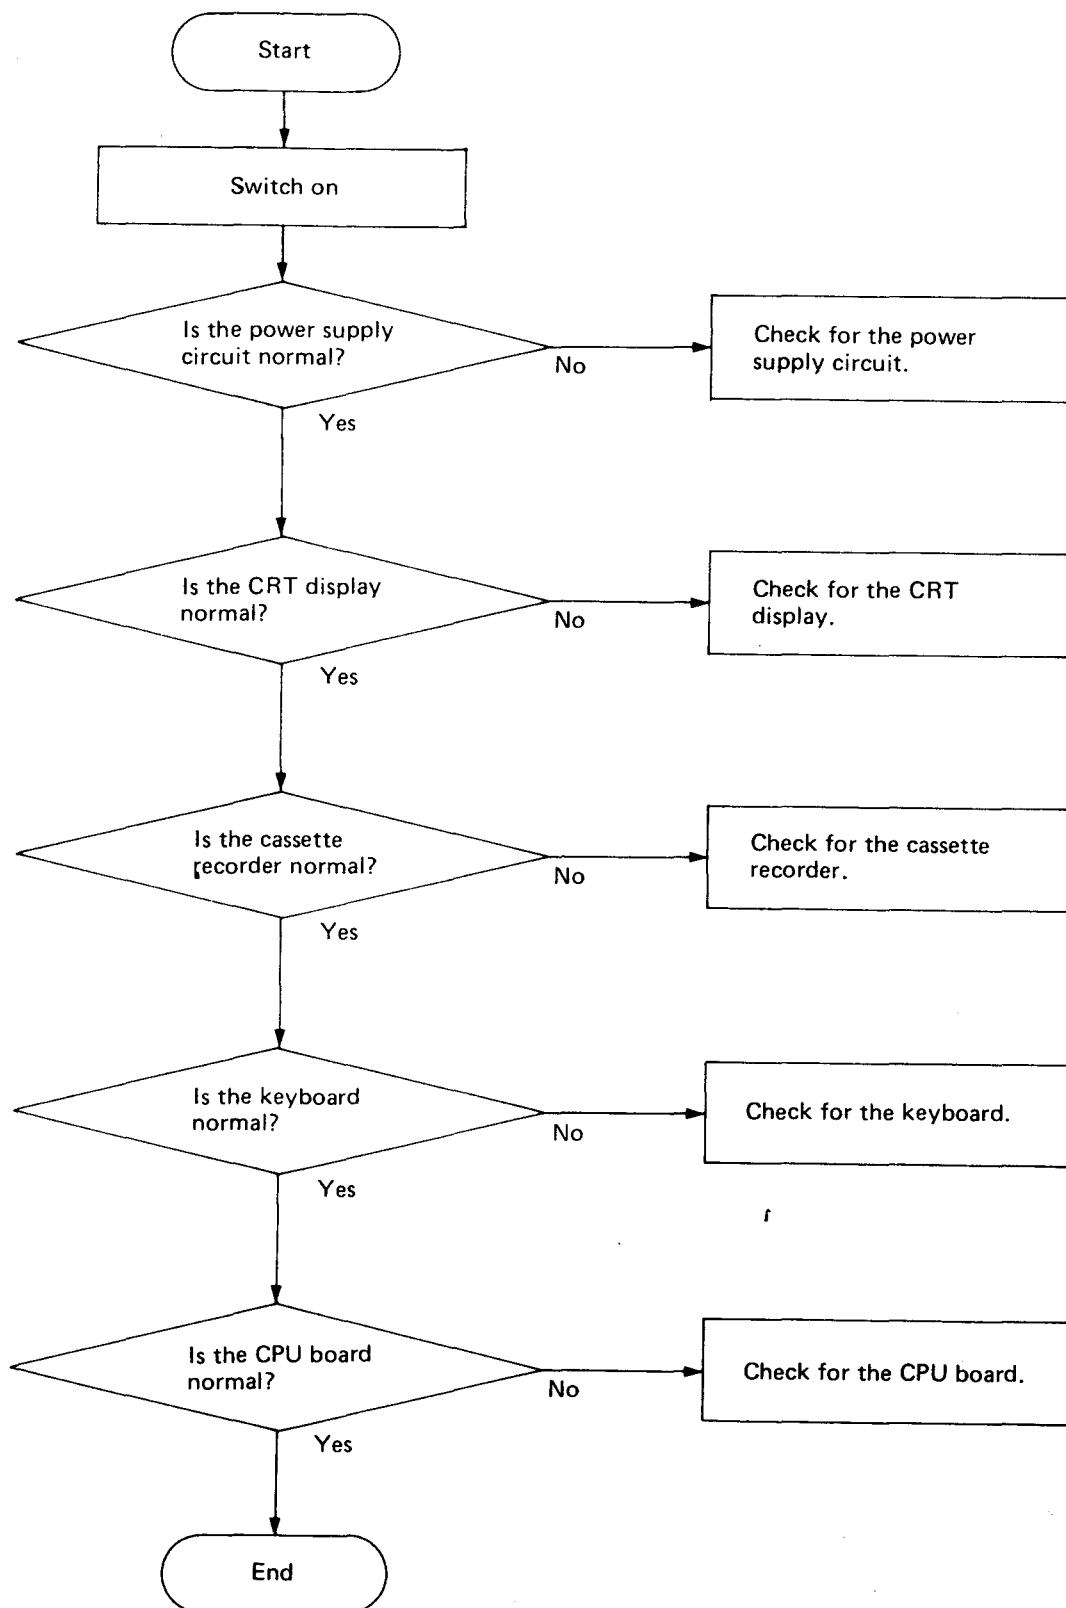 Start
Switch on
Is the power supply
circuit normal?
No
Check for the power
supply circuit.
Yes
Is the CRT display
normal?
No
Check for the CRT
display.
Yes
Is the cassette
recorder normal?
No
Check for the cassette
recorder.
Yes
Is the keyboard
normal?
No
Check for the keyboard.
Yes
Is the CPU board
normal?
No
Check for the CPU board.
Yes
End